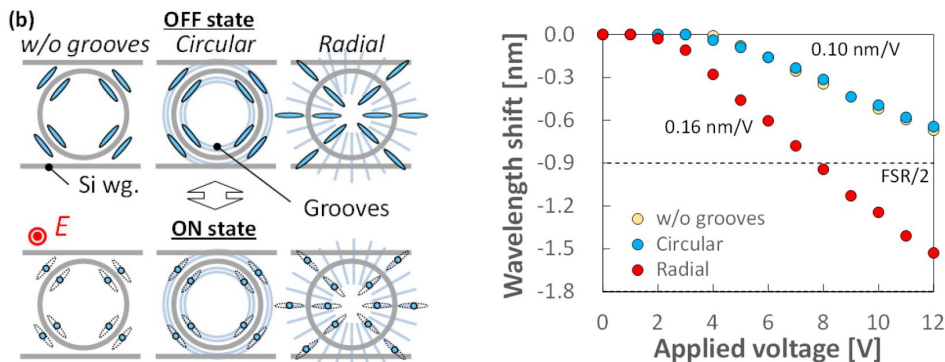 (b)
OFF state
w/o grooves Circular Radial
Si wg.
Grooves
ON state
E
Wavelength shift [nm]
0.0
-0.3
-0.6
-0.9
-1.2
-1.5
-1.8
0.10 nm/V
0.16 nm/V
FSR/2
w/o grooves
Circular
Radial
0 2 4 6 8 10 12
Applied voltage [V]